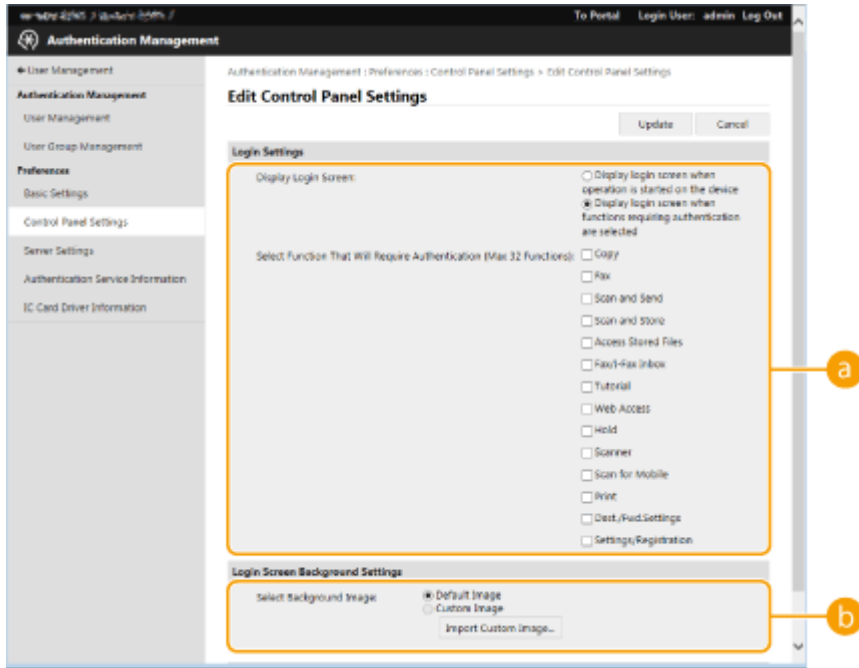 To Portal Login User: admin Log Out
Authentication Management
User Management
Authentication Management : Preferences : Control Panel Settings > Edit Control Panel Settings
Authentication Management
Edit Control Panel Settings
User Management
Update Cancel
User Group Management
Login Settings
Preferences
Display Login Screen:
Display login screen when
operation is started on the device
Basic Settings
Display login screen when
functions requiring authentication
are selected
Control Panel Settings
Server Settings
Select Function That Will Require Authentication (Max 32 Functions):
Copy
Fax
Authentication Service Information
Scan and Send
IC Card Driver Information
Scan and Store
Access Stored Files
Fax/I-Fax Inbox
a
Tutorial
Web Access
Hold
Scanner
Scan for Mobile
Print
Dest./Fwd.Settings
Settings/Registration
Login Screen Background Settings
Select Background Image:
Default Image
Custom Image
Import Custom Image...
b